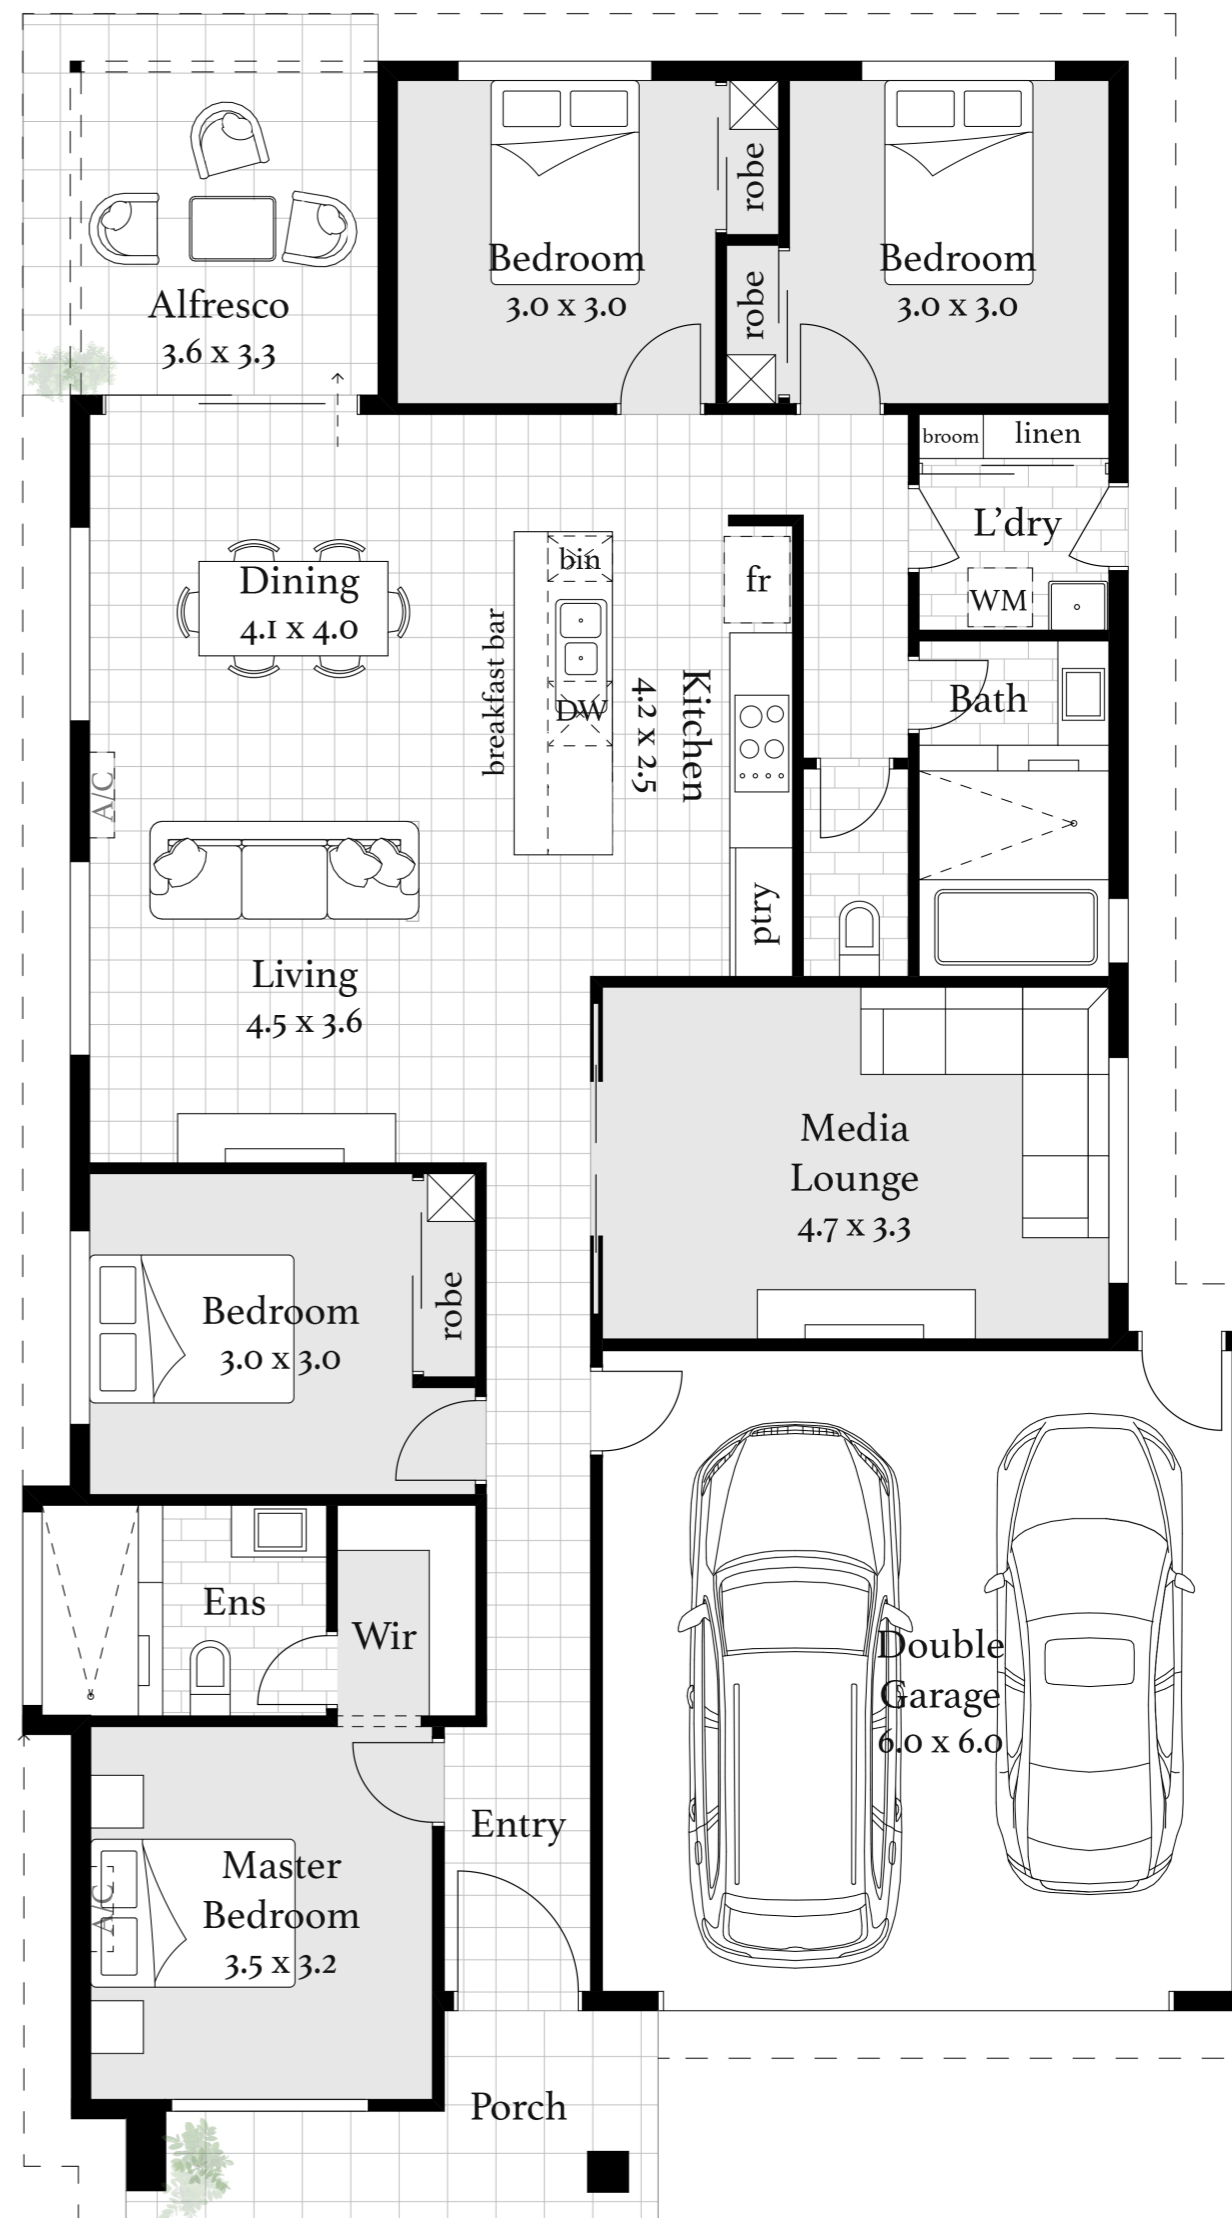 robe
Bedroom
3.0 x 3.0
robe
Bedroom
3.0 x 3.0
Alfresco
3.6 x 3.3
broom
linen
L’dry
WM
Dining
4.1 x 4.0
breakfast bar
bin
DW
fr
Kitchen
4.2 x 2.5
Bath
A/C
ptry
Living
4.5 x 3.6
Media
Lounge
4.7 x 3.3
Bedroom
3.0 x 3.0
robe
Ens
Wir
Double
Garage
6.0 x 6.0
Entry
Master
Bedroom
3.5 x 3.2
A/C
Porch